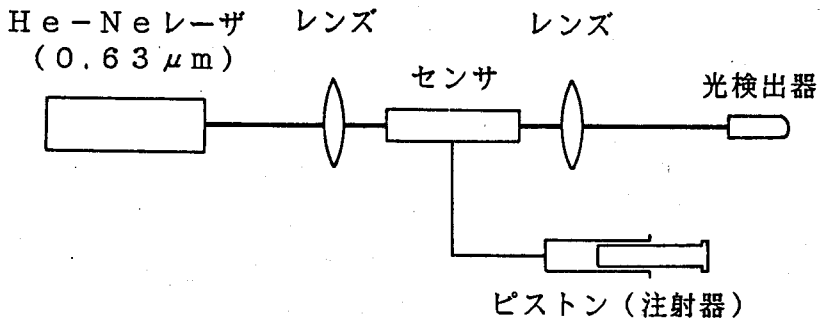 He-Neレーザ
(0.63μm)
レンズ
センサ
レンズ
光検出器
ピストン(注射器)